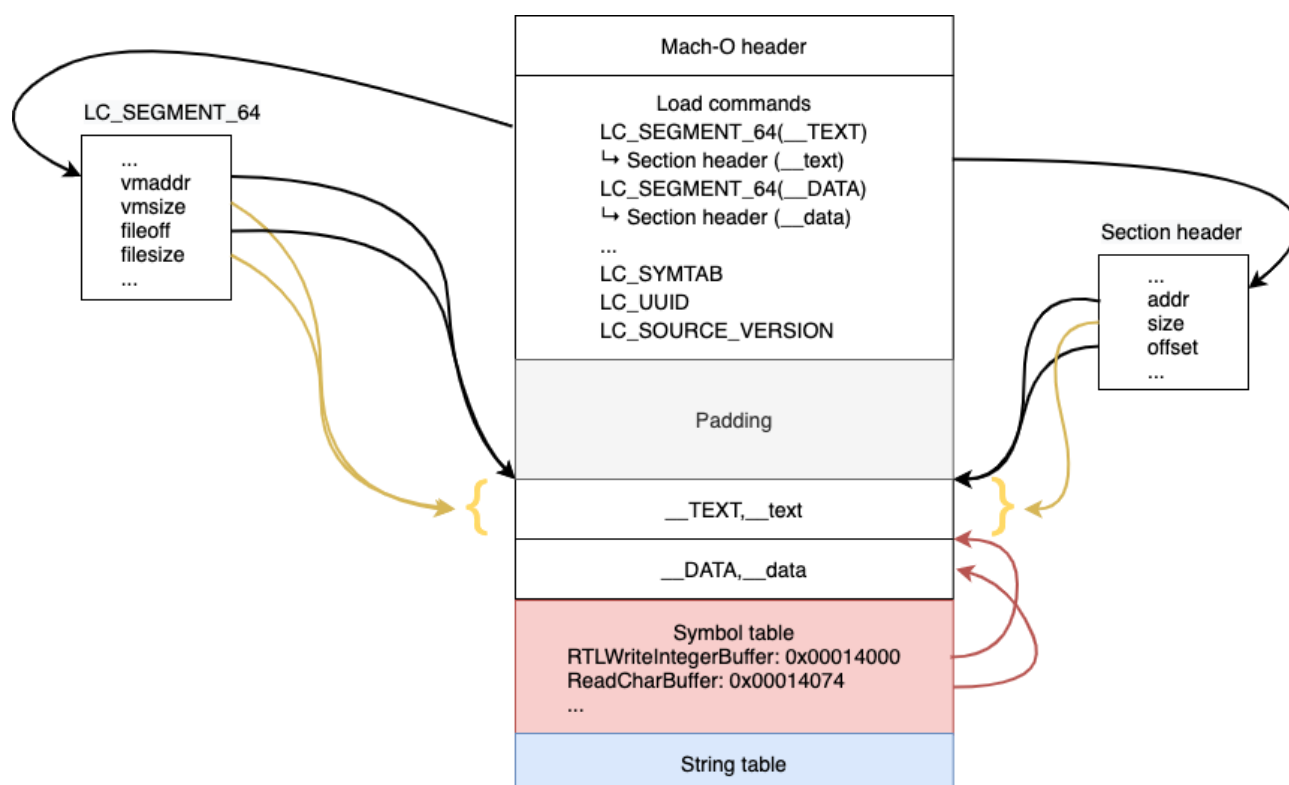 Mach-O header
Load commands
LC_SEGMENT_64(__TEXT)
↳ Section header (__text)
LC_SEGMENT_64(__DATA)
↳ Section header (__data)
...
LC_SYMTAB
LC_UUID
LC_SOURCE_VERSION
LC_SEGMENT_64
...
vmaddr
vmsize
fileoff
filesize
...
Section header
...
addr
size
offset
...
Padding
{
}
__TEXT,__text
__DATA,__data
Symbol table
RTLWriteIntegerBuffer: 0x00014000
ReadCharBuffer: 0x00014074
...
String table